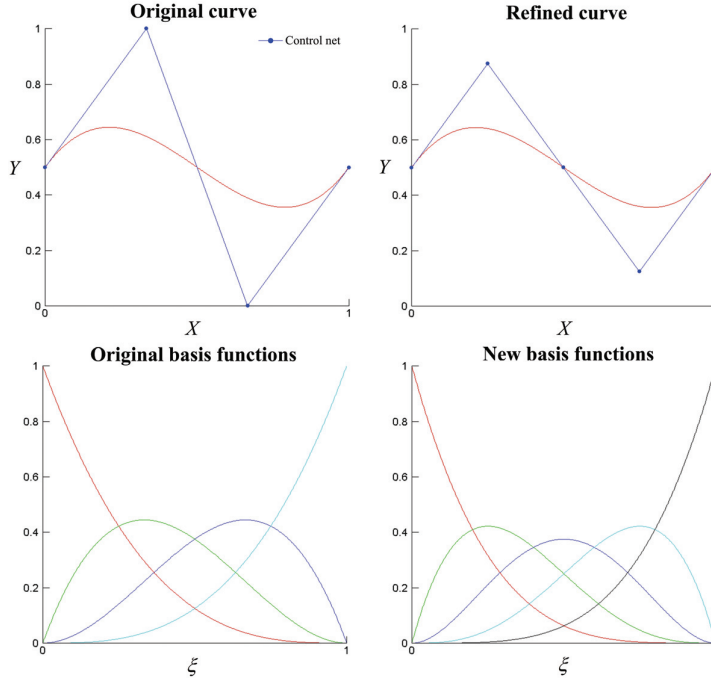 Original curve
Control net
1
0.8
0.6
Y
0.4
0.2
0
0
X
1
Refined curve
1
0.8
0.6
Y
0.4
0.2
0
0
X
Original basis functions
1
0.8
0.6
0.4
0.2
0
0
ξ
1
New basis functions
1
0.8
0.6
0.4
0.2
0
0
ξ